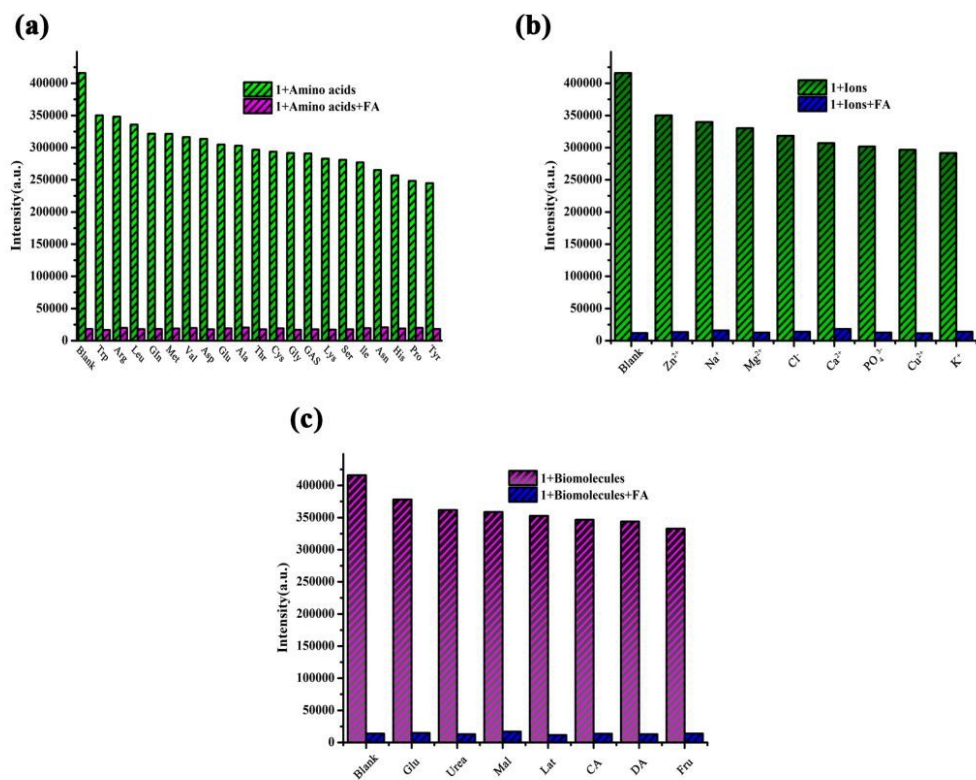 (a)
Intensity(a.u.)
400000
350000
300000
250000
200000
150000
100000
50000
0
1+Amino acids
1+Amino acids+FA
Blank Trp Arg Leu Gln Met Val Asp Glu Ala Thr Cys Gly GAS Lys Ser Ile Asn His Pro Tyr
(b)
Intensity(a.u.)
400000
350000
300000
250000
200000
150000
100000
50000
0
1+Ions
1+Ions+FA
Blank Zn²⁺ Na⁺ Mg²⁺ Cl⁻ Ca²⁺ PO₄³⁻ Cu²⁺ K⁺
(c)
Intensity(a.u.)
400000
350000
300000
250000
200000
150000
100000
50000
0
1+Biomolecules
1+Biomolecules+FA
Blank Glu Urea Mal Lat CA DA Fru